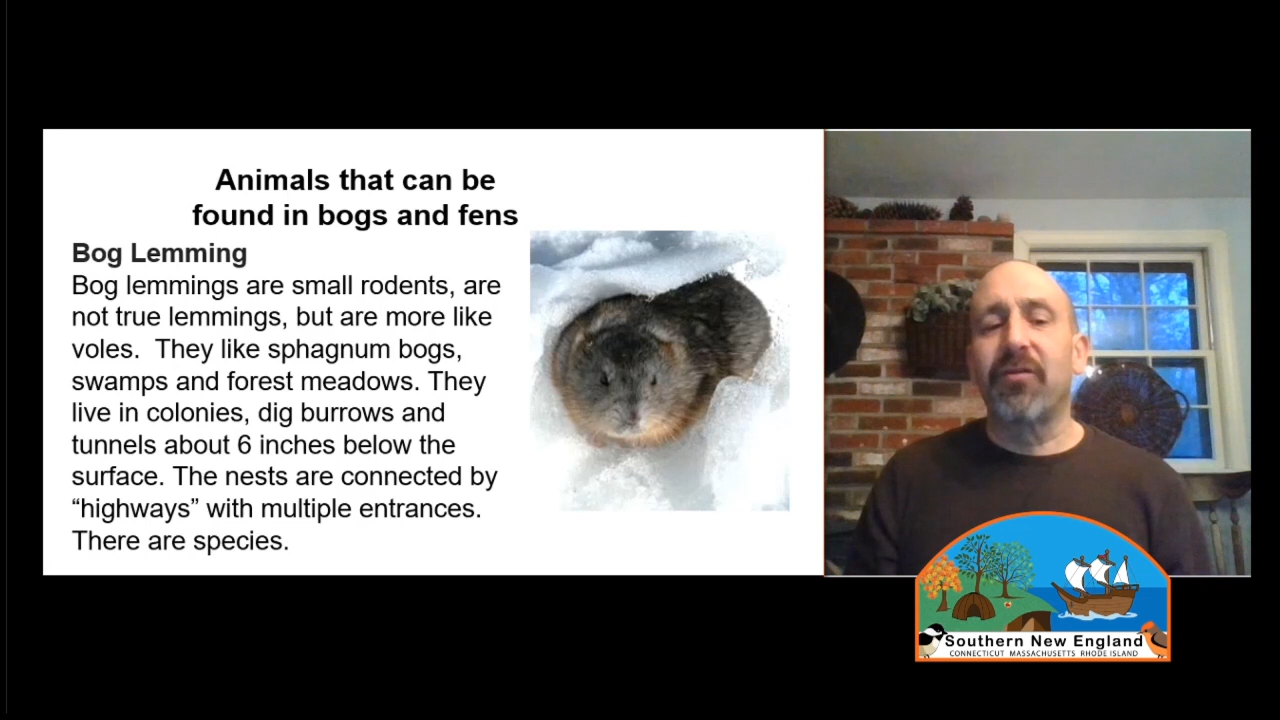 Animals that can be
found in bogs and fens
Bog Lemming
Bog lemmings are small rodents, are
not true lemmings, but are more like
voles.  They like sphagnum bogs,
swamps and forest meadows. They
live in colonies, dig burrows and
tunnels about 6 inches below the
surface. The nests are connected by
“highways” with multiple entrances.
There are species.
Southern New England
CONNECTICUT MASSACHUSETTS RHODE ISLAND